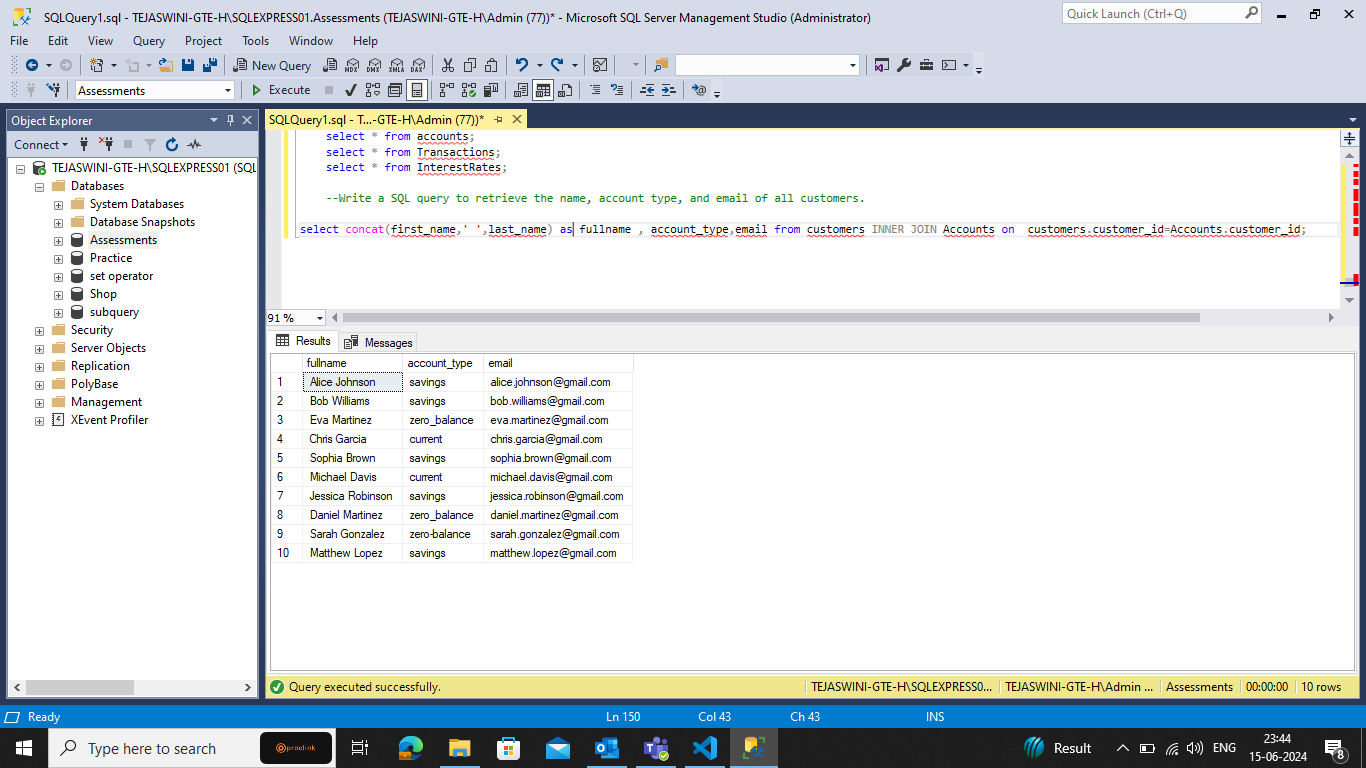 SQLQuery1.sql - TEJASWINI-GTE-H\SQLEXPRESS01.Assessments (TEJASWINI-GTE-H\Admin (77))* - Microsoft SQL Server Management Studio (Administrator)
Quick Launch (Ctrl+Q)
File Edit View Query Project Tools Window Help
New Query MDX DMX XMLA DAX
Assessments Execute
Object Explorer
SQLQuery1.sql - T...-GTE-H\Admin (77))*
Connect
TEJASWINI-GTE-H\SQLEXPRESS01 (SQL
Databases
System Databases
Database Snapshots
Assessments
Practice
set operator
Shop
subquery
Security
Server Objects
Replication
PolyBase
Management
XEvent Profiler
select * from accounts;
select * from Transactions;
select * from InterestRates;
--Write a SQL query to retrieve the name, account type, and email of all customers.
select concat(first_name,' ',last_name) as fullname , account_type,email from customers INNER JOIN Accounts on  customers.customer_id=Accounts.customer_id;
91 %
Results Messages
fullname account_type email
1 Alice Johnson savings alice.johnson@gmail.com
2 Bob Williams savings bob.williams@gmail.com
3 Eva Martinez zero_balance eva.martinez@gmail.com
4 Chris Garcia current chris.garcia@gmail.com
5 Sophia Brown savings sophia.brown@gmail.com
6 Michael Davis current michael.davis@gmail.com
7 Jessica Robinson savings jessica.robinson@gmail.com
8 Daniel Martinez zero_balance daniel.martinez@gmail.com
9 Sarah Gonzalez zero-balance sarah.gonzalez@gmail.com
10 Matthew Lopez savings matthew.lopez@gmail.com
Query executed successfully. TEJASWINI-GTE-H\SQLEXPRESS0... TEJASWINI-GTE-H\Admin ... Assessments 00:00:00 10 rows
Ready Ln 150 Col 43 Ch 43 INS
Type here to search proclink Result ENG 23:44
15-06-2024 8